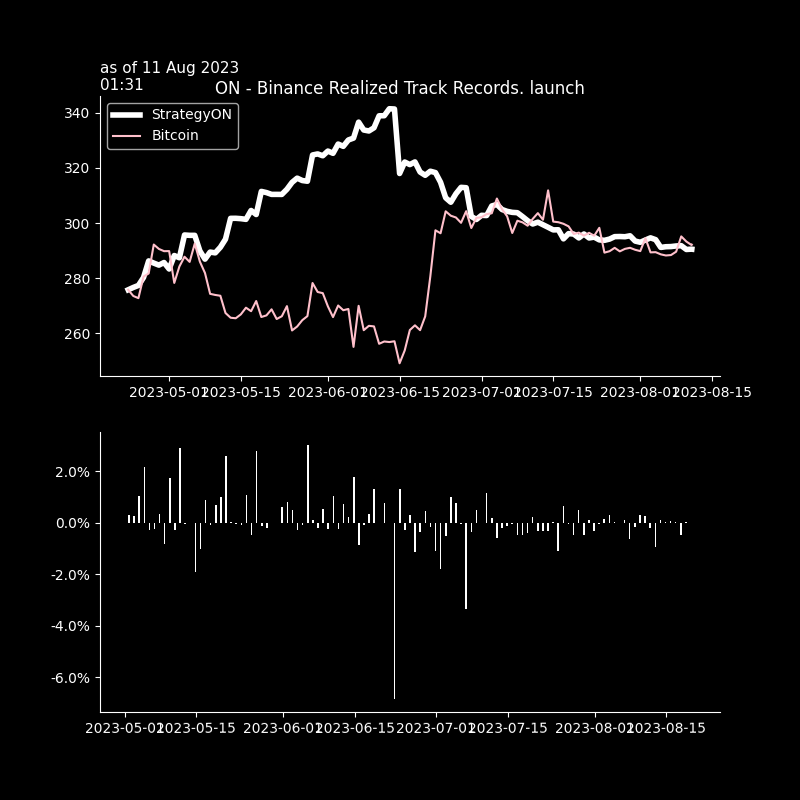 as of 11 Aug 2023
01:31
ON - Binance Realized Track Records. launch
StrategyON
Bitcoin
340
320
300
280
260
2023-05-01 2023-05-15 2023-06-01 2023-06-15 2023-07-01 2023-07-15 2023-08-01 2023-08-15
2.0%
0.0%
-2.0%
-4.0%
-6.0%
2023-05-01 2023-05-15 2023-06-01 2023-06-15 2023-07-01 2023-07-15 2023-08-01 2023-08-15